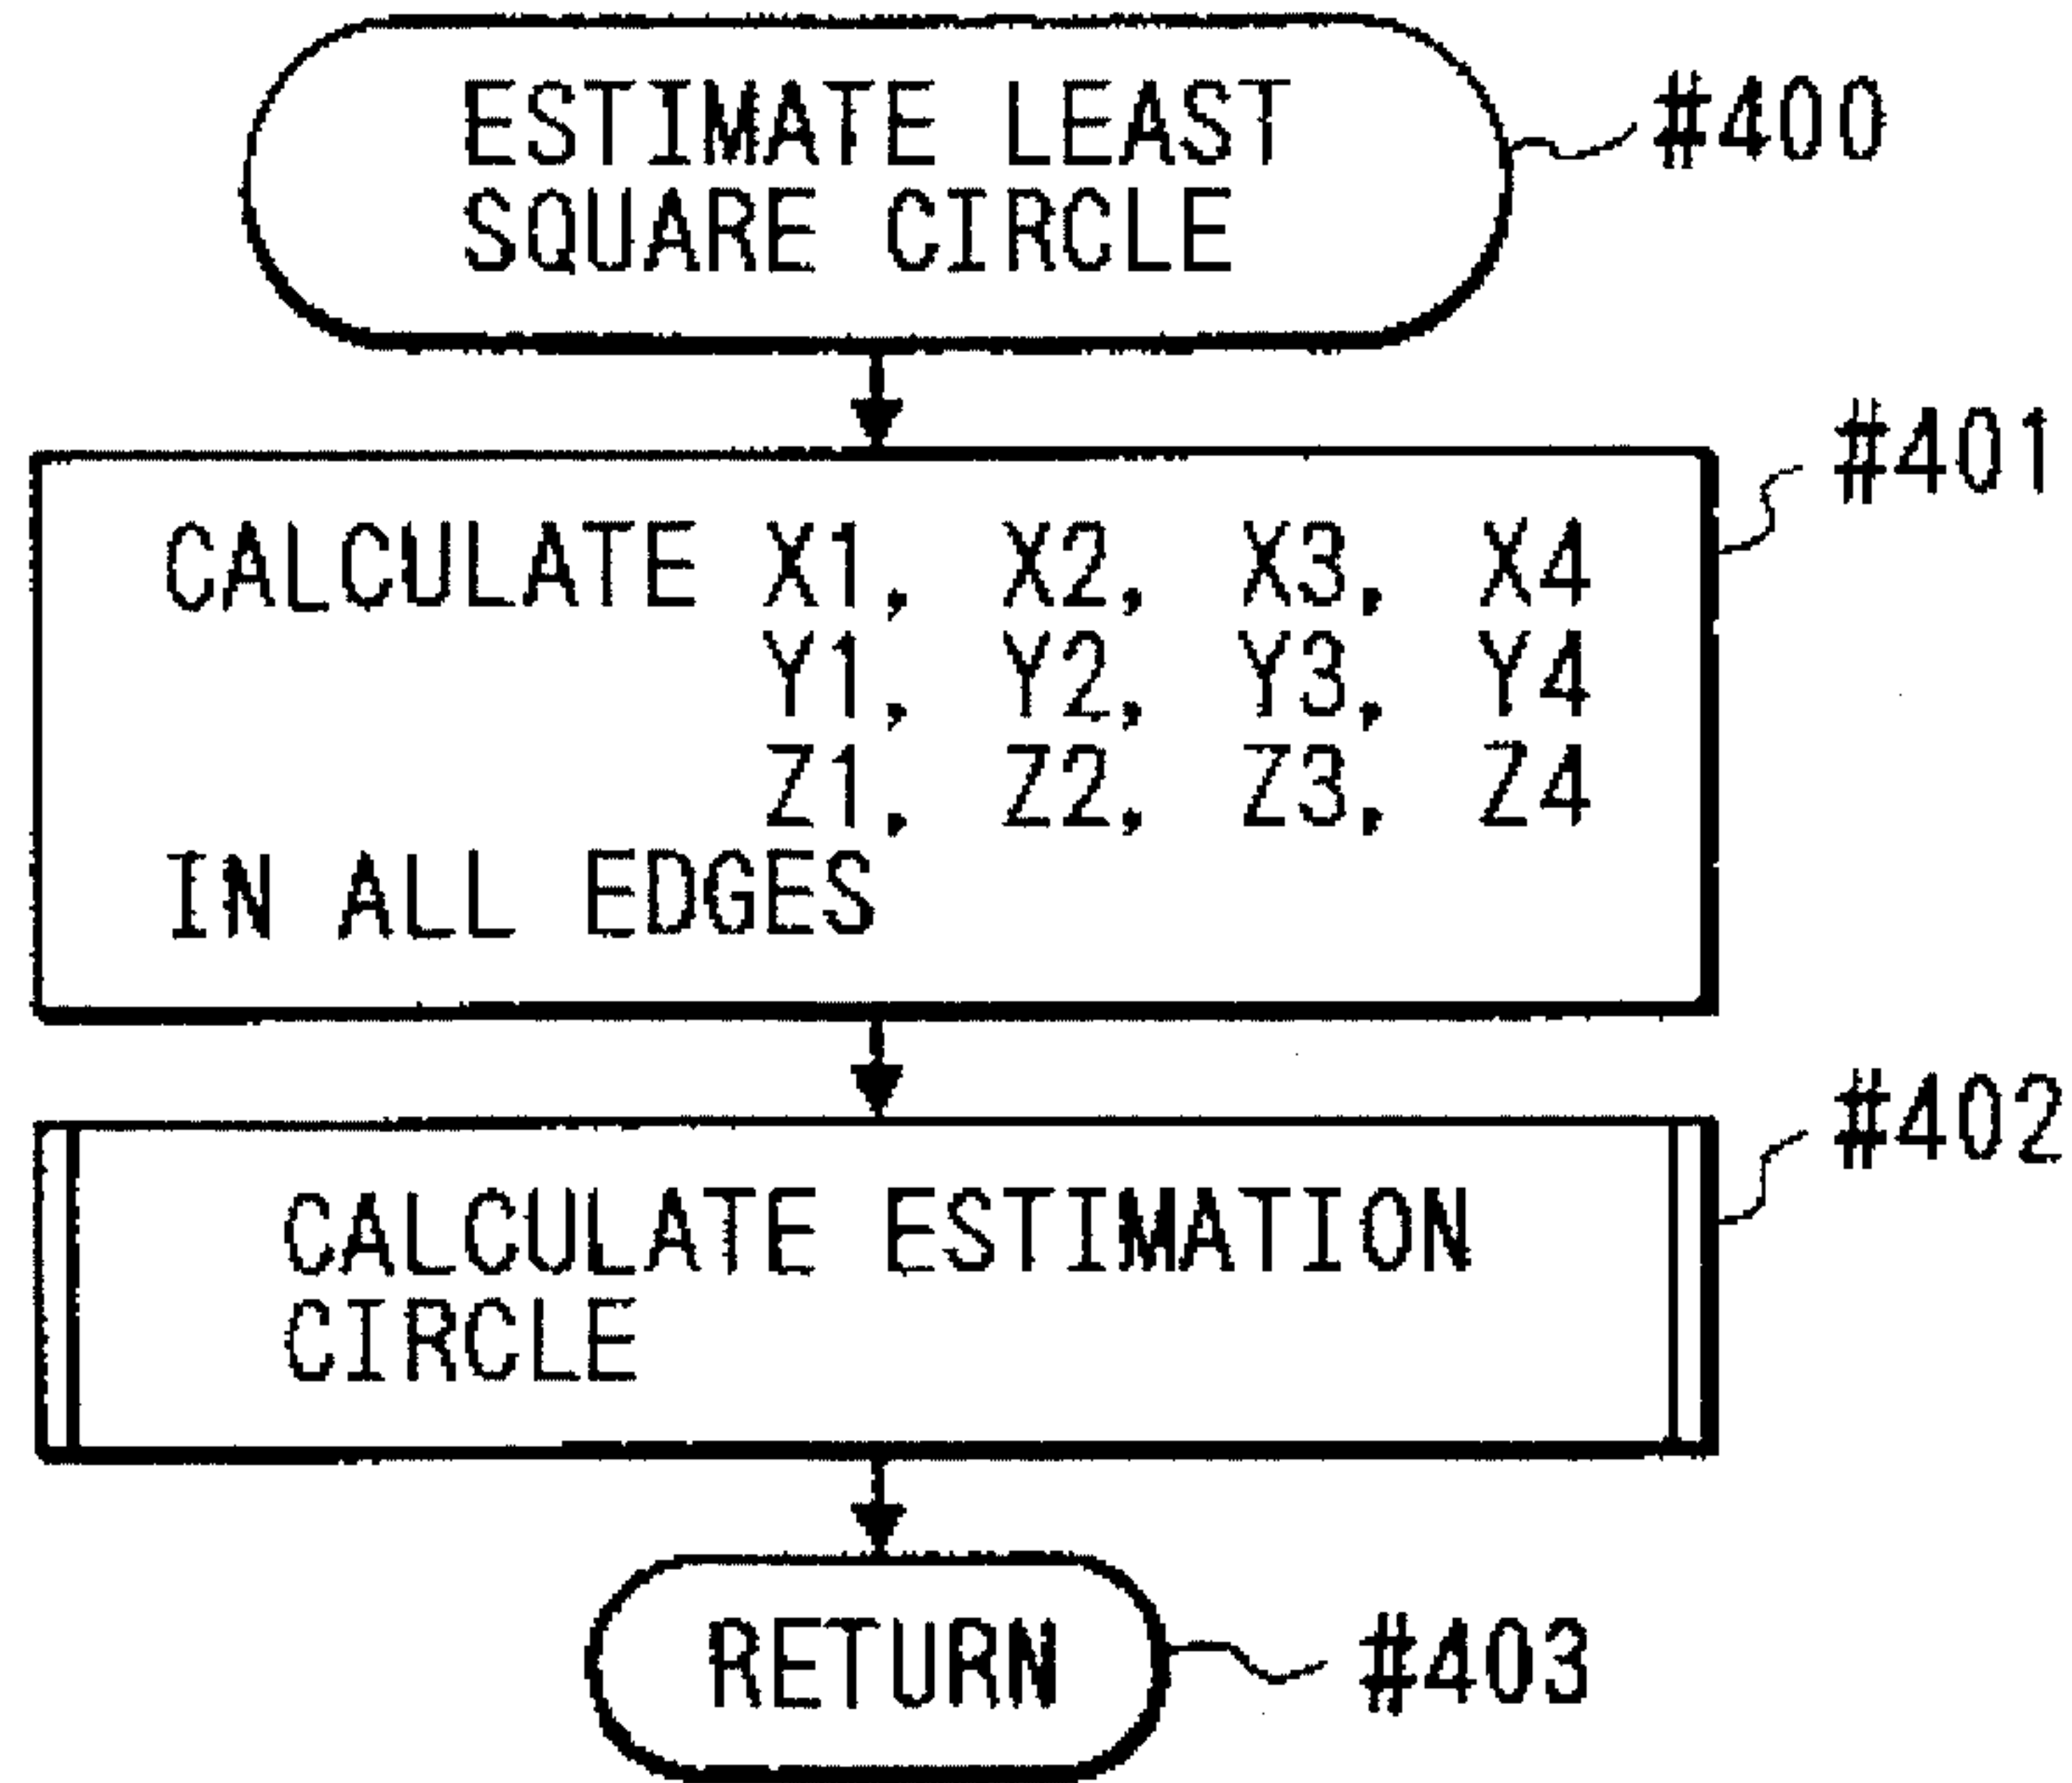 ESTIMATE LEAST
SQUARE CIRCLE
#400
#401
CALCULATE X1, X2, X3, X4
Y1, Y2, Y3, Y4
Z1, Z2, Z3, Z4
IN ALL EDGES
#402
CALCULATE ESTIMATION
CIRCLE
RETURN
#403